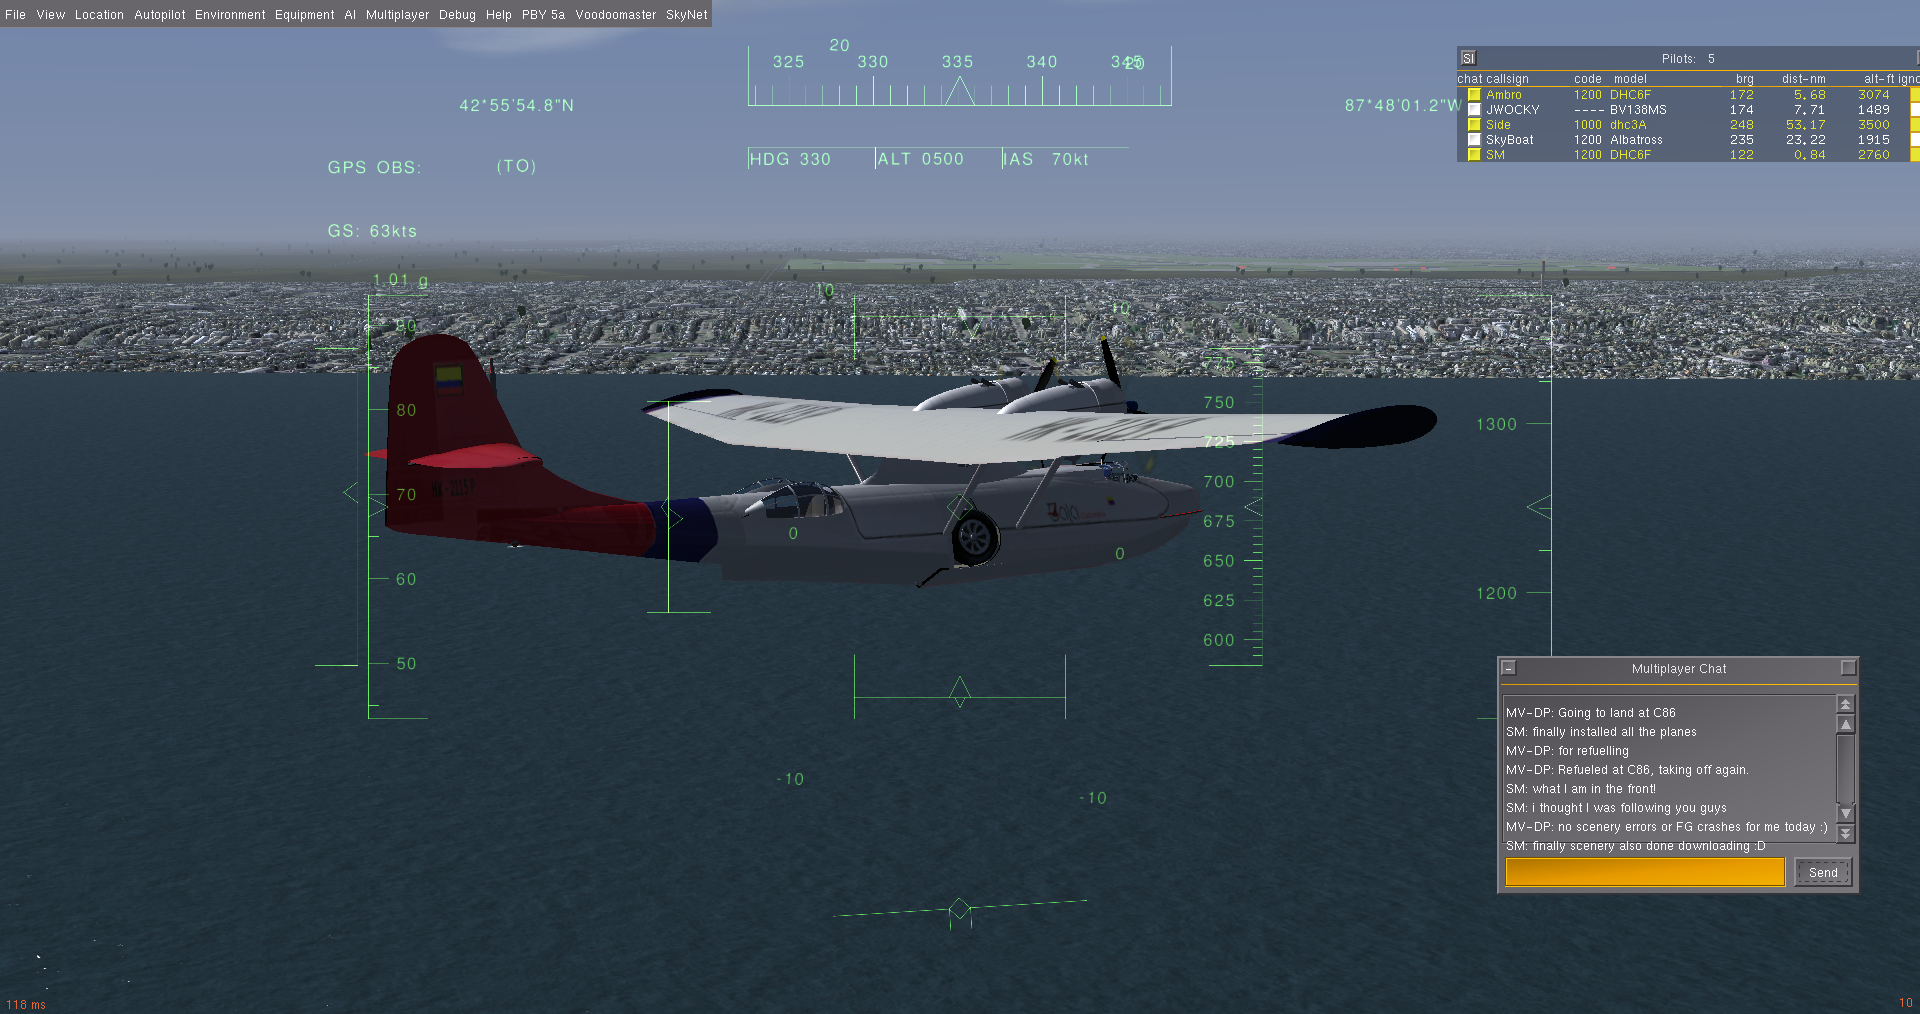 File View Location Autopilot Environment Equipment AI Multiplayer Debug Help PBY 5a Voodoomaster SkyNet
20
325 330 335 340 345
20
42*55'54.8"N
87*48'01.2"W
HDG 330 ALT 0500 IAS 70kt
GPS OBS: (TO)
GS: 63kts
1.01 g
SI Pilots: 5
chat callsign code model brg dist-nm alt-ft igno
Ambro 1200 DHC6F 172 5.68 3074
JWOCKY ---- BV138MS 174 7.71 1489
Side 1000 dhc3A 248 53.17 3500
SkyBoat 1200 Albatross 235 23.22 1915
SM 1200 DHC6F 122 0.84 2760
10
10
90
80
70
60
50
750
725
700
675
650
625
600
1300
1200
0
0
-10
-10
Multiplayer Chat
MV-DP: Going to land at C86
SM: finally installed all the planes
MV-DP: for refuelling
MV-DP: Refueled at C86, taking off again.
SM: what I am in the front!
SM: i thought I was following you guys
MV-DP: no scenery errors or FG crashes for me today :)
SM: finally scenery also done downloading :D
Send
118 ms
10